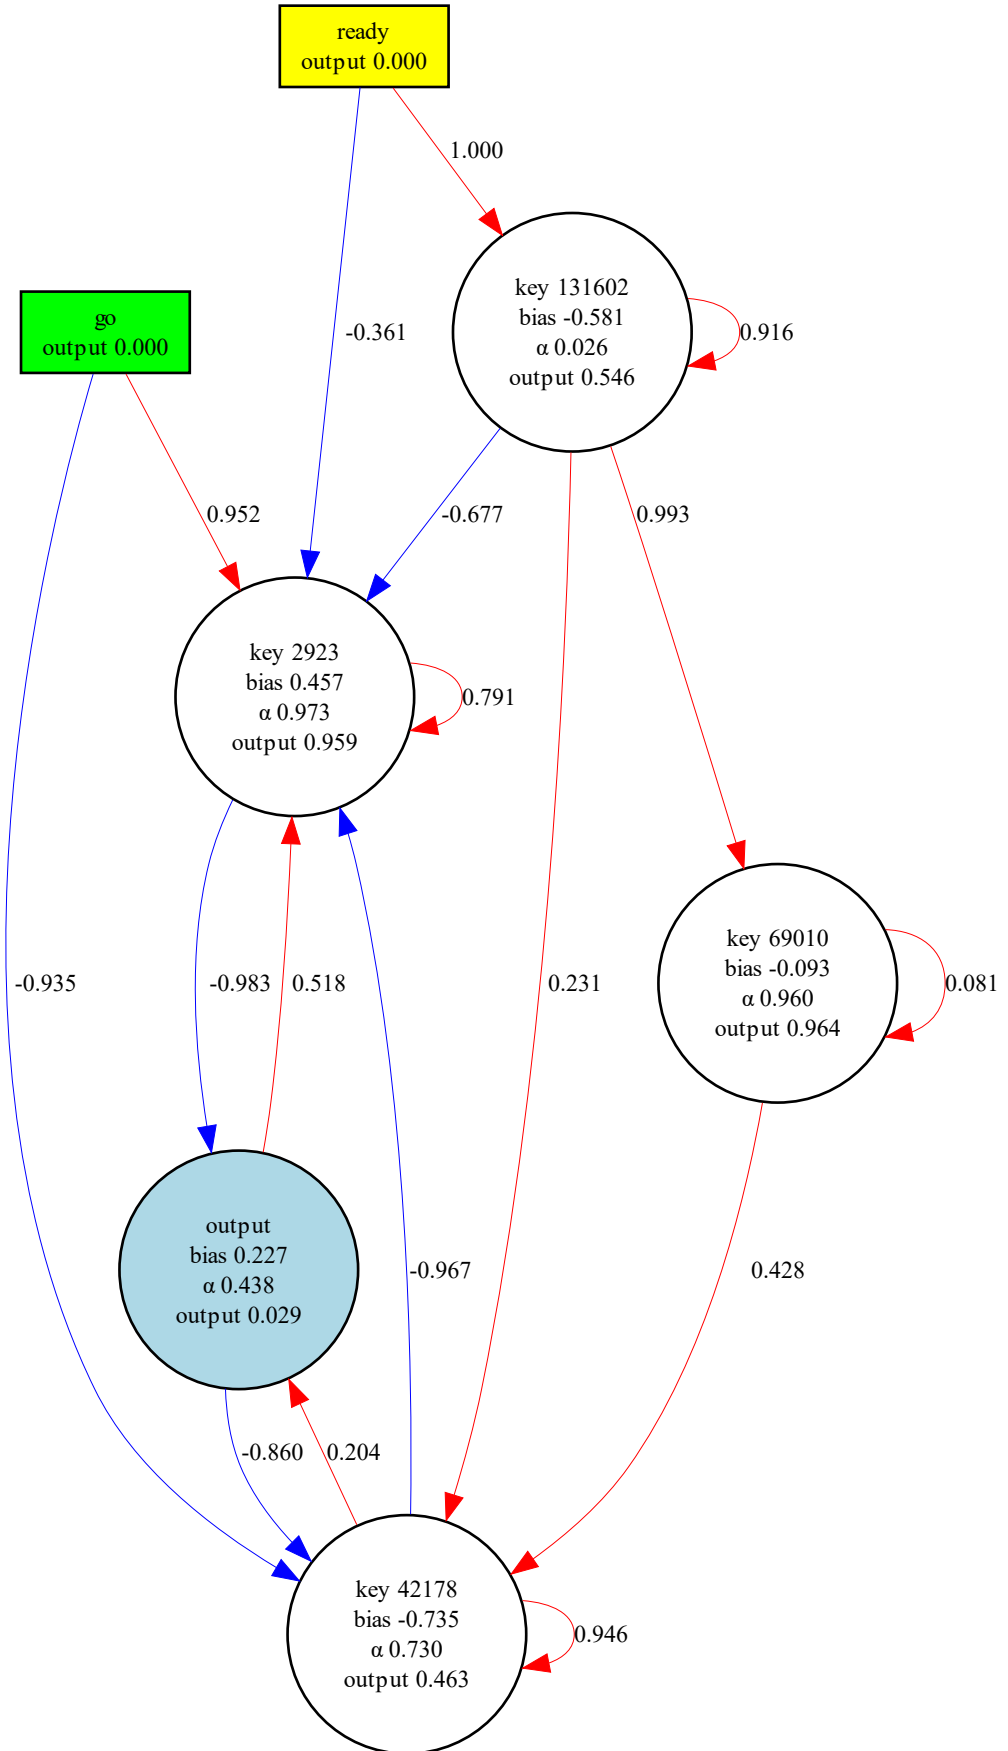 ready
output 0.000
1.000
go
output 0.000
key 131602
bias -0.581
α 0.026
output 0.546
0.916
-0.361
0.952
-0.677
0.993
key 2923
bias 0.457
α 0.973
output 0.959
0.791
key 69010
bias -0.093
α 0.960
output 0.964
0.081
-0.935
-0.983
0.518
0.231
output
bias 0.227
α 0.438
output 0.029
-0.967
0.428
-0.860
0.204
key 42178
bias -0.735
α 0.730
output 0.463
0.946